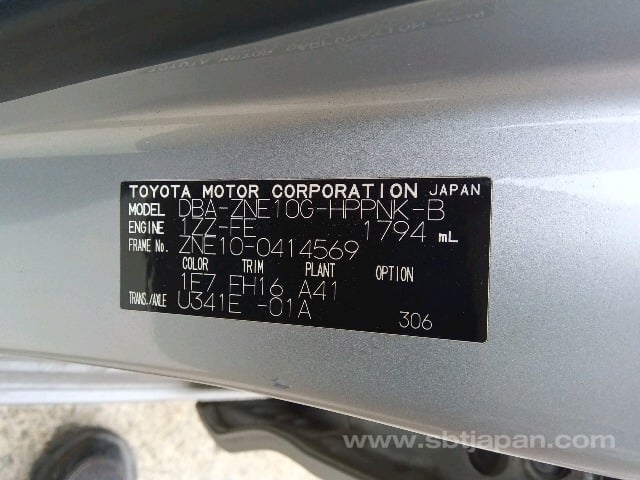 TOYOTA MOTOR CORPORATION JAPAN
MODEL DBA-ZNE10G-HPPNK-B
ENGINE 1ZZ-FE 1794 mL
FRAME No. ZNE10-0414569
COLOR TRIM PLANT OPTION
1F7 FH16 A41
TRANS./AXLE U341E -01A
306
www.sbtjapan.com